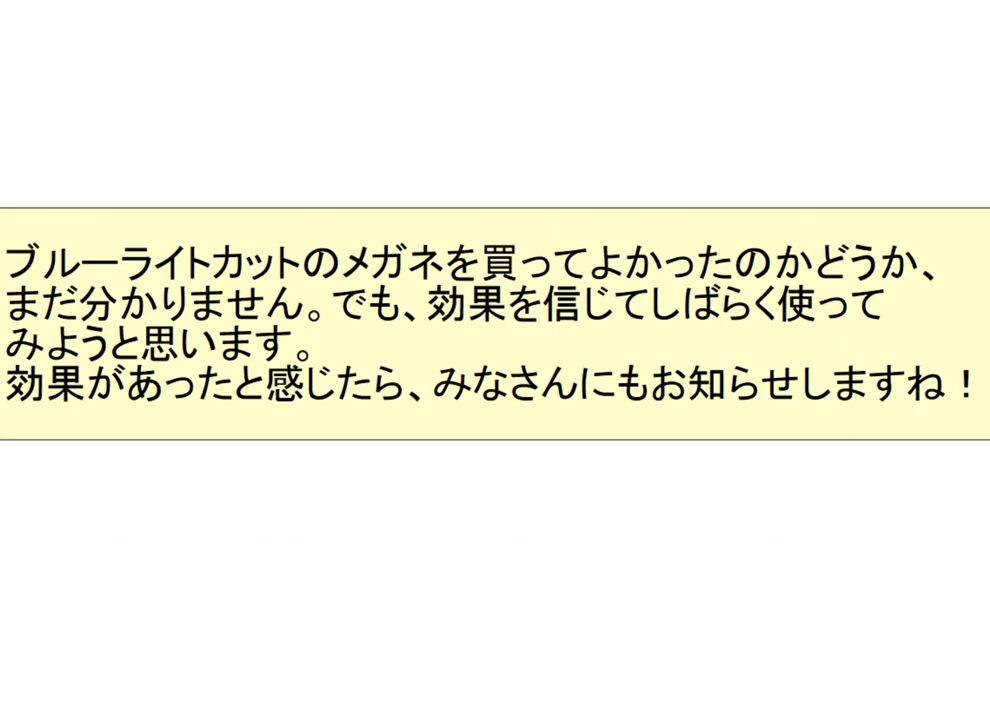 ブルーライトカットのメガネを買ってよかったのかどうか、
まだ分かりません。でも、効果を信じてしばらく使って
みようと思います。
効果があったと感じたら、みなさんにもお知らせしますね！